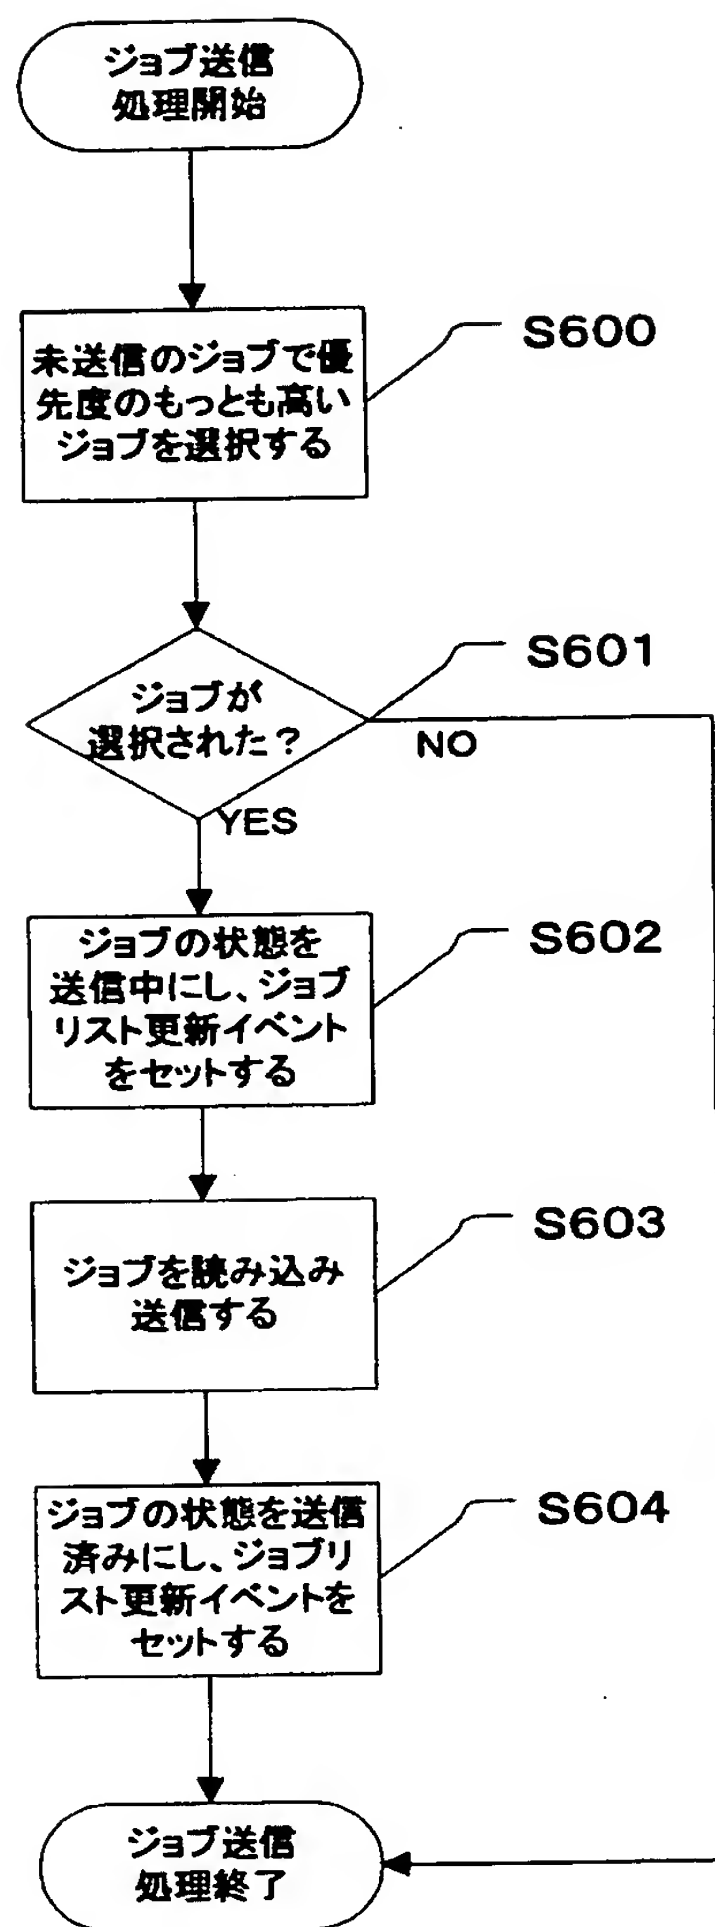 ジョブ送信
処理開始
S600
未送信のジョブで優
先度のもっとも高い
ジョブを選択する
S601
ジョブが
選択された?
NO
YES
S602
ジョブの状態を
送信中にし、ジョブ
リスト更新イベント
をセットする
S603
ジョブを読み込み
送信する
S604
ジョブの状態を送信
済みにし、ジョブリ
スト更新イベントを
セットする
ジョブ送信
処理終了